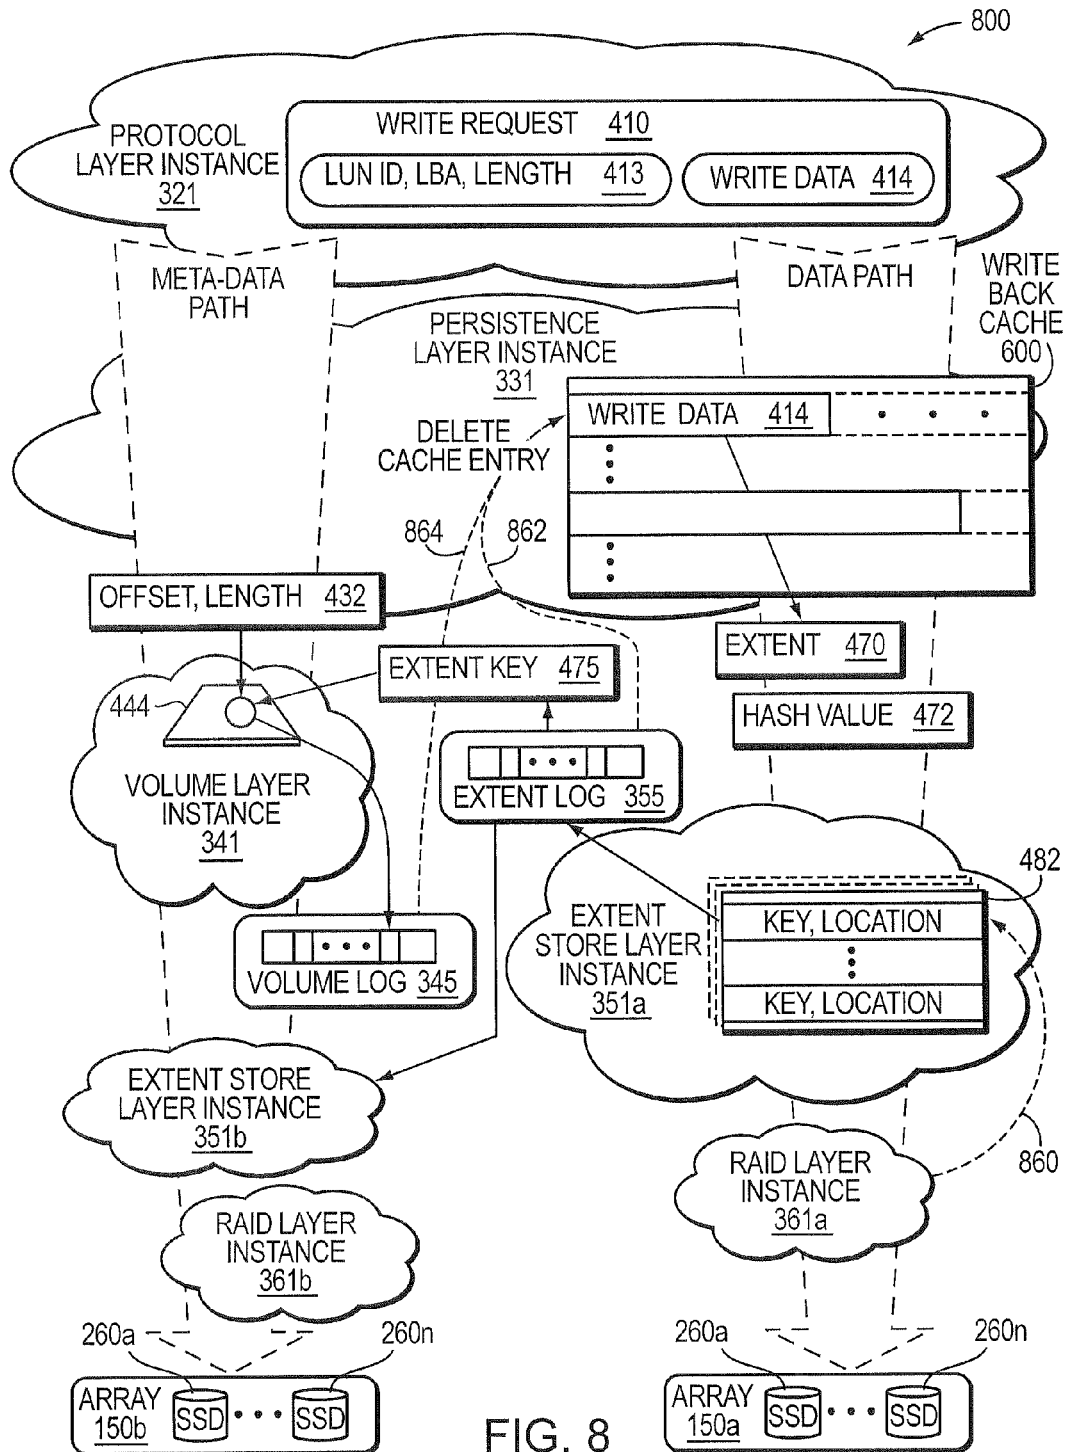 800
WRITE REQUEST 410
PROTOCOL
LAYER INSTANCE
321
LUN ID, LBA, LENGTH 413
WRITE DATA 414
META-DATA
PATH
DATA PATH
WRITE
BACK
CACHE
600
PERSISTENCE
LAYER INSTANCE
331
WRITE DATA 414
DELETE
CACHE ENTRY
864
862
OFFSET, LENGTH 432
EXTENT 470
EXTENT KEY 475
444
HASH VALUE 472
VOLUME LAYER
INSTANCE
341
EXTENT LOG 355
482
EXTENT
STORE LAYER
INSTANCE
351a
KEY, LOCATION
KEY, LOCATION
VOLUME LOG 345
EXTENT STORE
LAYER INSTANCE
351b
860
RAID LAYER
INSTANCE
361a
RAID LAYER
INSTANCE
361b
260a
260n
260a
260n
ARRAY
150b
SSD
SSD
ARRAY
150a
SSD
SSD
FIG. 8